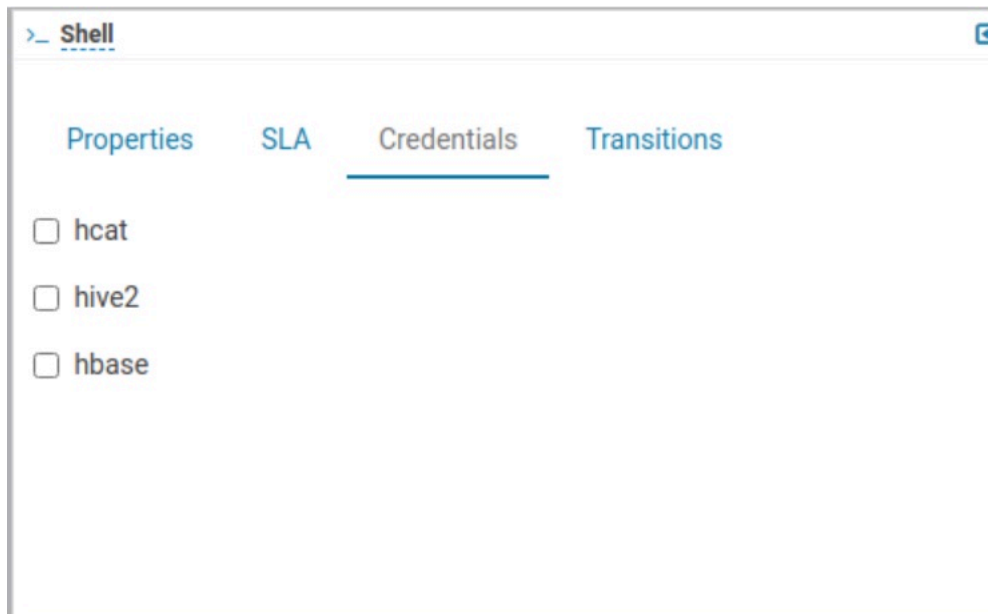 >_ Shell
Properties SLA Credentials Transitions
hcat
hive2
hbase